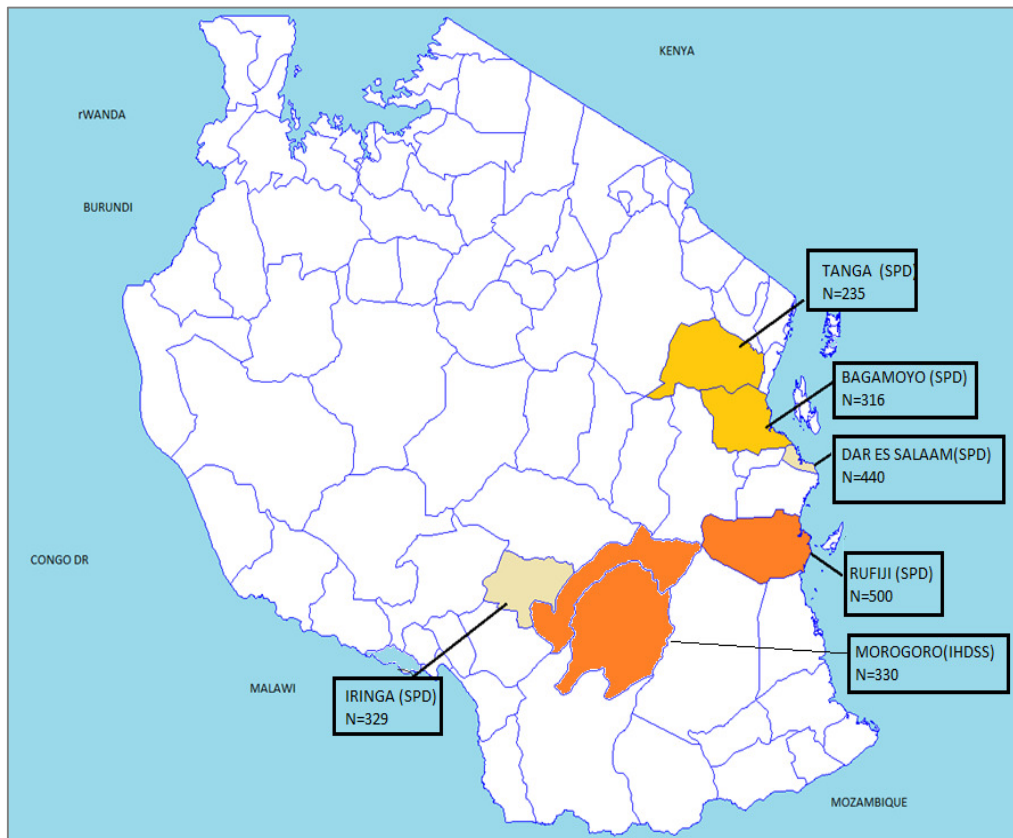 KENYA
rWANDA
BURUNDI
TANGA (SPD)
N=235
BAGAMOYO (SPD)
N=316
DAR ES SALAAM(SPD)
N=440
CONGO DR
RUFIJI (SPD)
N=500
MOROGORO(IHDSS)
N=330
MALAWI
IRINGA (SPD)
N=329
MOZAMBIQUE